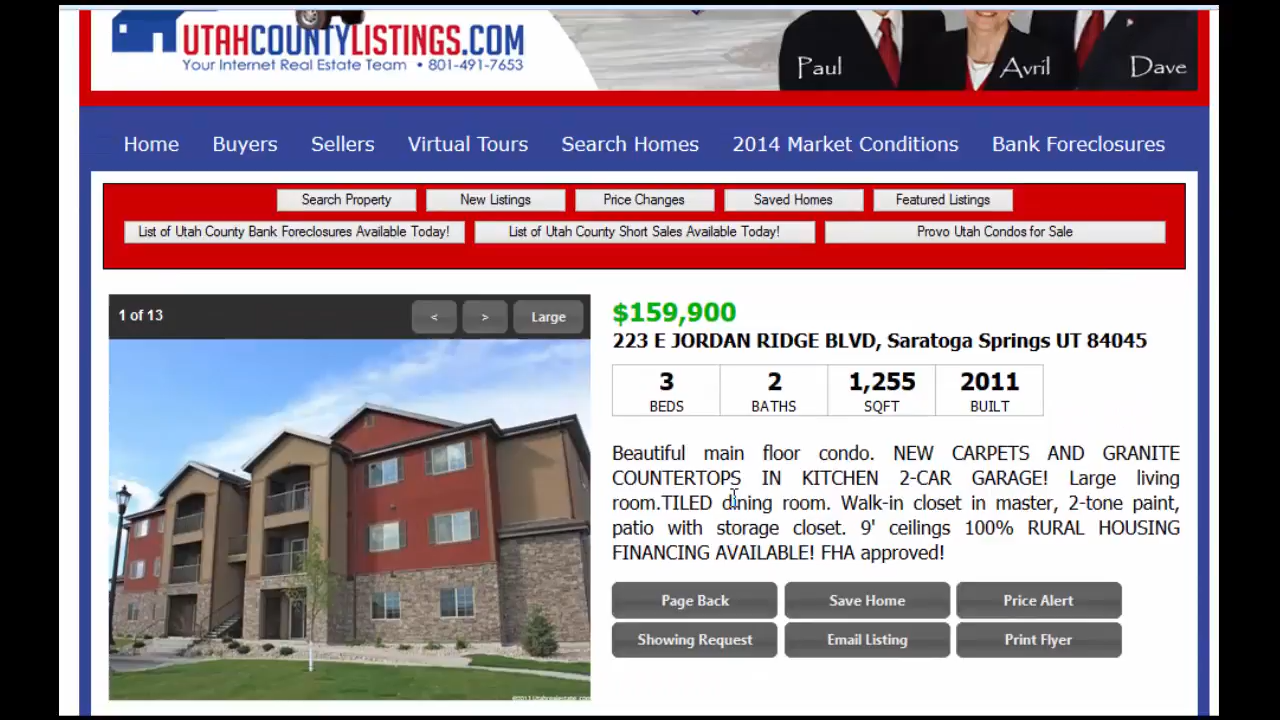 UTAHCOUNTYLISTINGS.COM
Your Internet Real Estate Team • 801-491-7653
Paul Avril Dave
Home Buyers Sellers Virtual Tours Search Homes 2014 Market Conditions Bank Foreclosures
Search Property New Listings Price Changes Saved Homes Featured Listings
List of Utah County Bank Foreclosures Available Today! List of Utah County Short Sales Available Today! Provo Utah Condos for Sale
1 of 13 < > Large
$159,900
223 E JORDAN RIDGE BLVD, Saratoga Springs UT 84045
3 2 1,255 2011
BEDS BATHS SQFT BUILT
Beautiful main floor condo. NEW CARPETS AND GRANITE
COUNTERTOPS IN KITCHEN 2-CAR GARAGE! Large living
room.TILED dining room. Walk-in closet in master, 2-tone paint,
patio with storage closet. 9' ceilings 100% RURAL HOUSING
FINANCING AVAILABLE! FHA approved!
Page Back Save Home Price Alert
Showing Request Email Listing Print Flyer